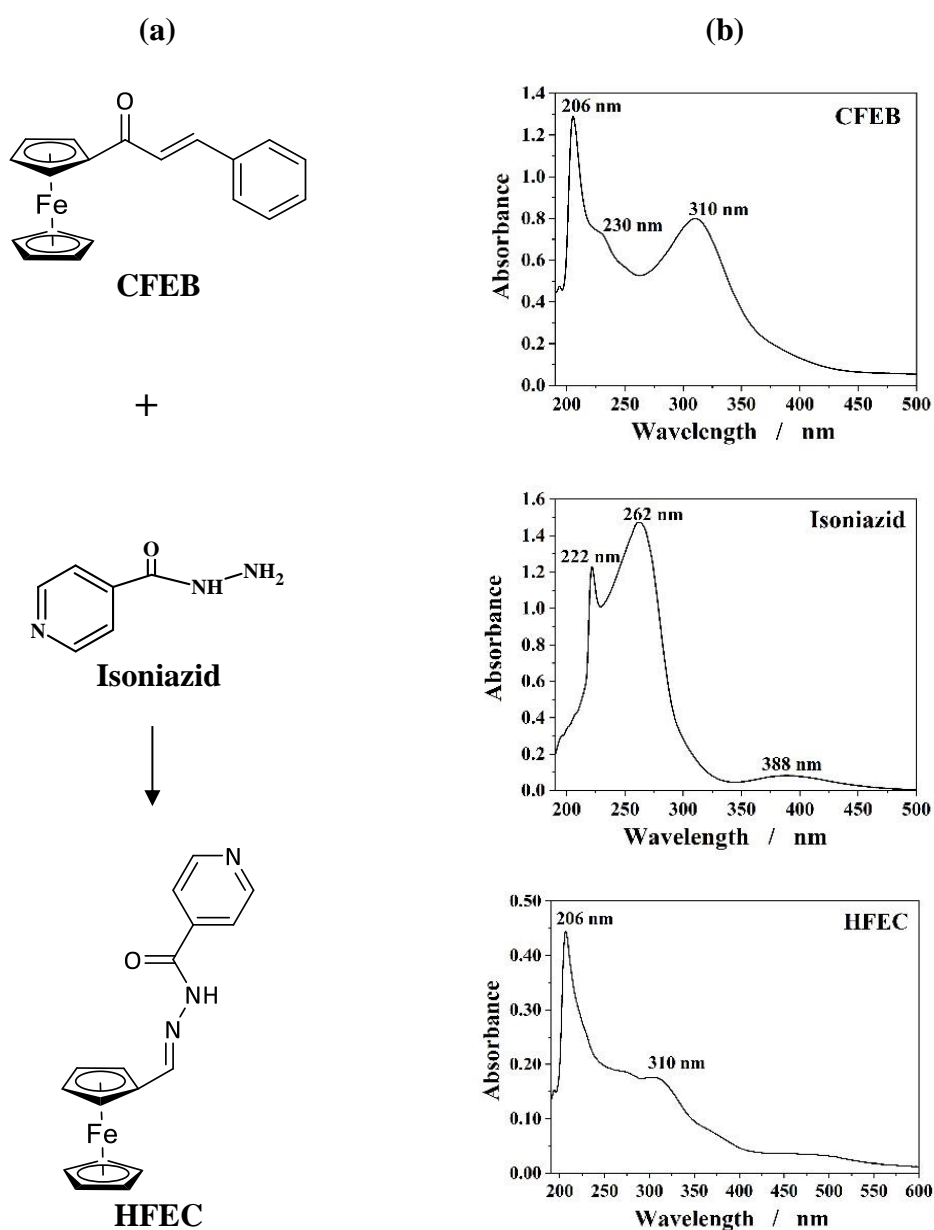 (a)
(b)
O
Fe
CFEB
+
N
O
NH
NH2
Isoniazid
N
O
NH
N
Fe
HFEC
1.4
1.2
1.0
0.8
0.6
0.4
0.2
0.0
Absorbance
206 nm
230 nm
310 nm
CFEB
200 250 300 350 400 450 500
Wavelength / nm
1.6
1.4
1.2
1.0
0.8
0.6
0.4
0.2
0.0
Absorbance
222 nm
262 nm
388 nm
Isoniazid
200 250 300 350 400 450 500
Wavelength / nm
0.50
0.40
0.30
0.20
0.10
0.00
Absorbance
206 nm
310 nm
HFEC
200 250 300 350 400 450 500 550 600
Wavelength / nm